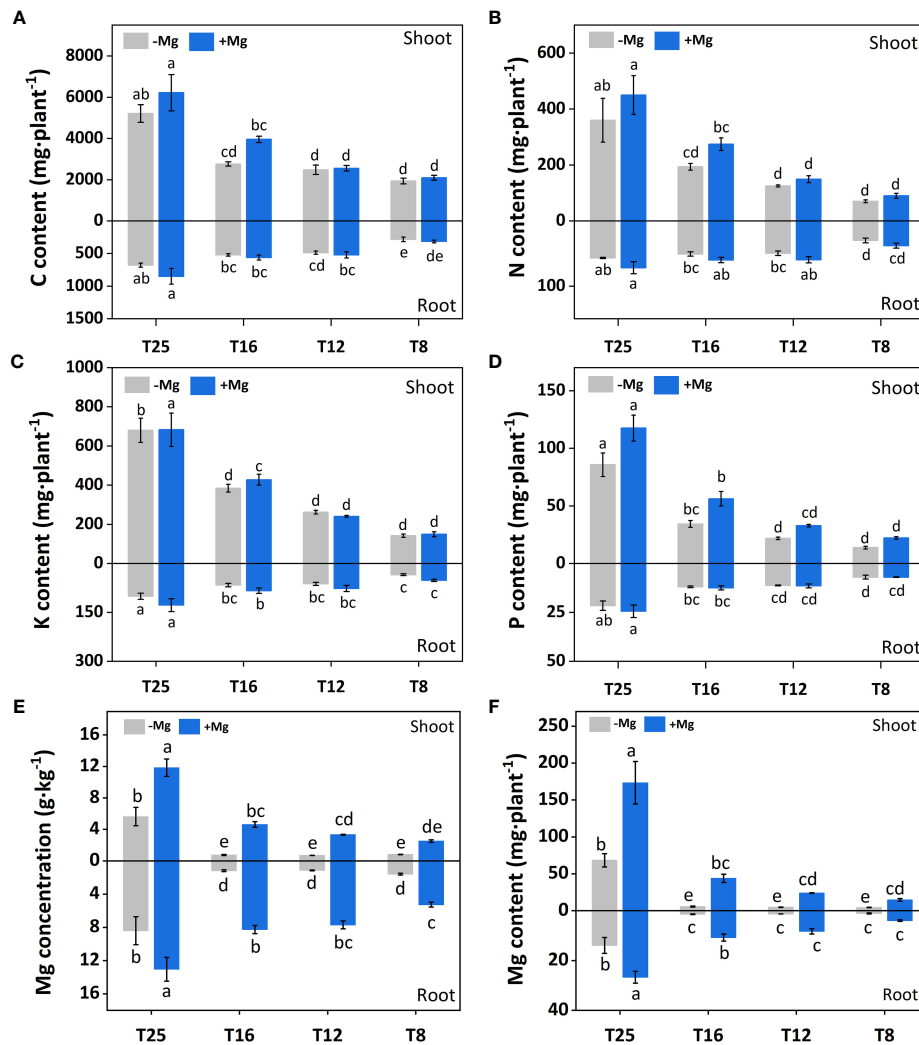 A
-Mg +Mg Shoot
8000
6000
4000
2000
0
500
1000
1500
C content (mg·plant⁻¹)
ab a cd bc d d d d
ab a bc bc cd d e de
Root
T25 T16 T12 T8
B
-Mg +Mg Shoot
600
400
200
0
100
N content (mg·plant⁻¹)
ab a cd bc d d d d
ab a bc ab bc ab d cd
Root
T25 T16 T12 T8
C
-Mg +Mg Shoot
1000
800
600
400
200
0
150
300
K content (mg·plant⁻¹)
b a d c d d d d
a a bc b bc bc c c
Root
T25 T16 T12 T8
D
-Mg +Mg Shoot
150
100
50
0
25
50
P content (mg·plant⁻¹)
a a bc b d cd d d
ab a bc bc cd cd d cd
Root
T25 T16 T12 T8
E
-Mg +Mg Shoot
16
12
8
4
0
4
8
12
16
Mg concentration (g·kg⁻¹)
b a e bc e cd e de
b a d b d bc d c
Root
T25 T16 T12 T8
F
-Mg +Mg Shoot
250
200
150
100
50
0
20
40
Mg content (mg·plant⁻¹)
b a e bc e cd e de
b a c b c c c c
Root
T25 T16 T12 T8